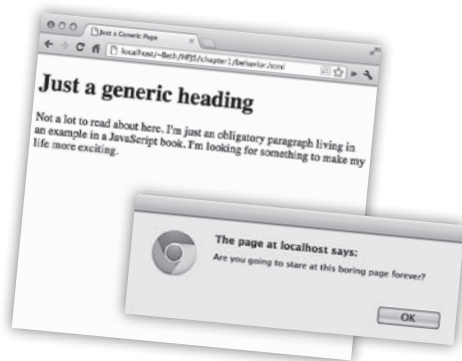 Just a Generic Page
localhost/~Beth/HFJS/chapter1/behavior.html
Just a generic heading
Not a lot to read about here. I'm just an obligatory paragraph living in
an example in a JavaScript book. I'm looking for something to make my
life more exciting.
The page at localhost says:
Are you going to stare at this boring page forever?
OK